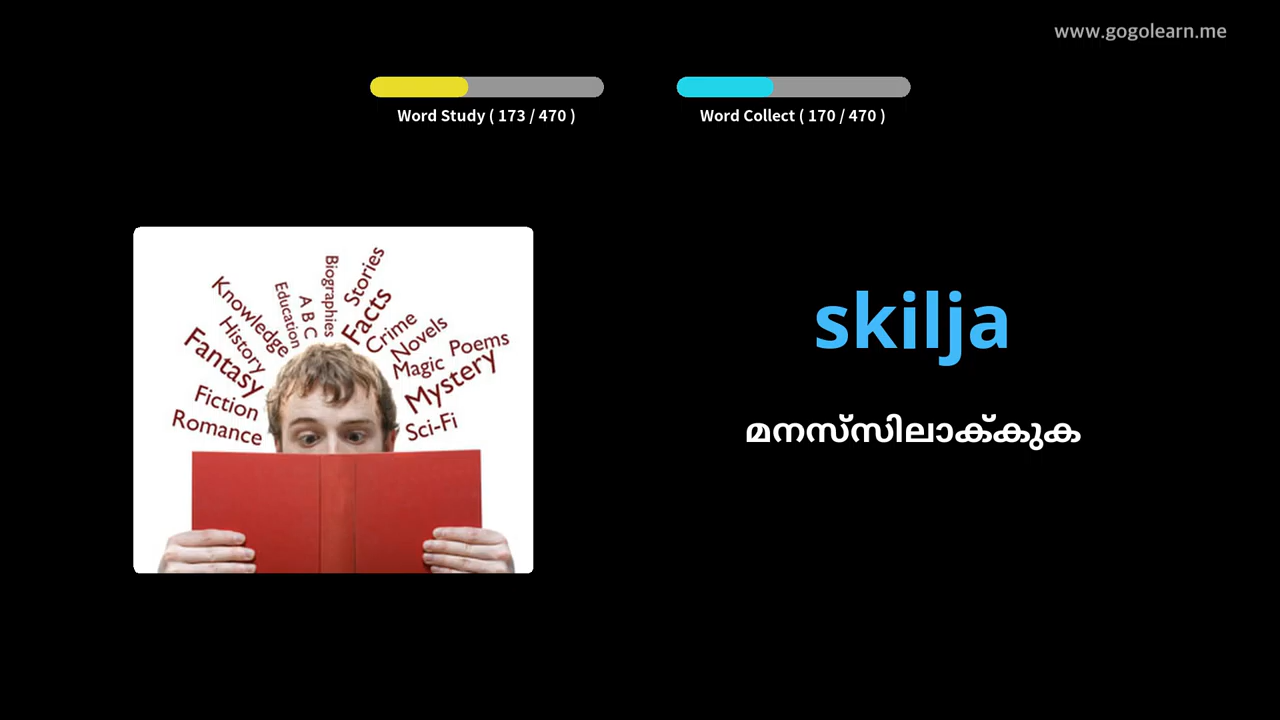 www.gogolearn.me
Word Study ( 173 / 470 )
Word Collect ( 170 / 470 )
Knowledge
History
Fantasy
Fiction
Romance
Education
A B C
Biographies
Stories
Facts
Crime
Novels
Magic
Poems
Mystery
Sci-Fi
skilja
മനസ്സിലാക്കുക